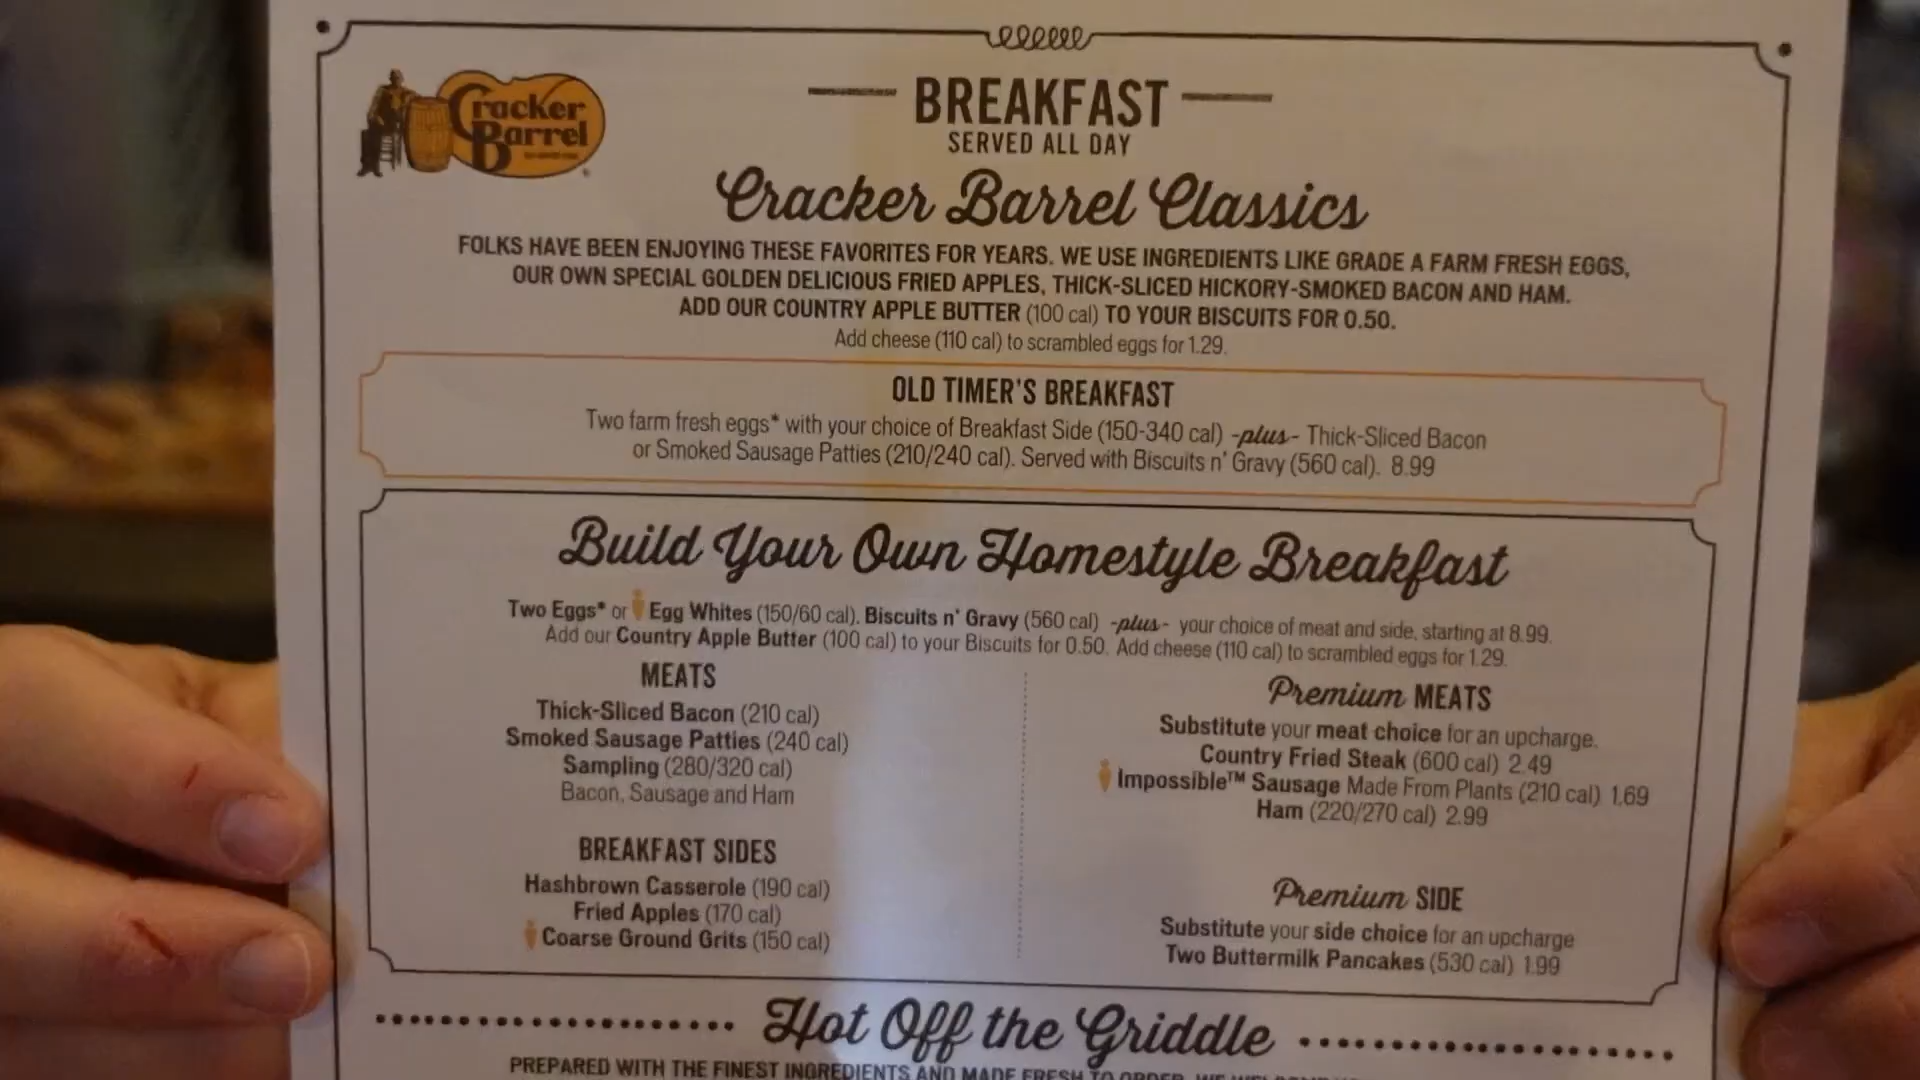 Cracker
Barrel
BREAKFAST
SERVED ALL DAY
Cracker Barrel Classics
FOLKS HAVE BEEN ENJOYING THESE FAVORITES FOR YEARS. WE USE INGREDIENTS LIKE GRADE A FARM FRESH EGGS,
OUR OWN SPECIAL GOLDEN DELICIOUS FRIED APPLES, THICK-SLICED HICKORY-SMOKED BACON AND HAM.
ADD OUR COUNTRY APPLE BUTTER (100 cal) TO YOUR BISCUITS FOR 0.50.
Add cheese (110 cal) to scrambled eggs for 1.29.
OLD TIMER'S BREAKFAST
Two farm fresh eggs* with your choice of Breakfast Side (150-340 cal) -plus- Thick-Sliced Bacon
or Smoked Sausage Patties (210/240 cal). Served with Biscuits n' Gravy (560 cal). 8.99
Build Your Own Homestyle Breakfast
Two Eggs* or Egg Whites (150/60 cal), Biscuits n' Gravy (560 cal) -plus- your choice of meat and side, starting at 8.99.
Add our Country Apple Butter (100 cal) to your Biscuits for 0.50. Add cheese (110 cal) to scrambled eggs for 1.29.
MEATS
Thick-Sliced Bacon (210 cal)
Smoked Sausage Patties (240 cal)
Sampling (280/320 cal)
Bacon, Sausage and Ham
BREAKFAST SIDES
Hashbrown Casserole (190 cal)
Fried Apples (170 cal)
Coarse Ground Grits (150 cal)
Premium MEATS
Substitute your meat choice for an upcharge.
Country Fried Steak (600 cal) 2.49
Impossible™ Sausage Made From Plants (210 cal) 1.69
Ham (220/270 cal) 2.99
Premium SIDE
Substitute your side choice for an upcharge
Two Buttermilk Pancakes (530 cal) 1.99
Hot Off the Griddle
PREPARED WITH THE FINEST INGREDIENTS AND MADE FRESH TO ORDER.